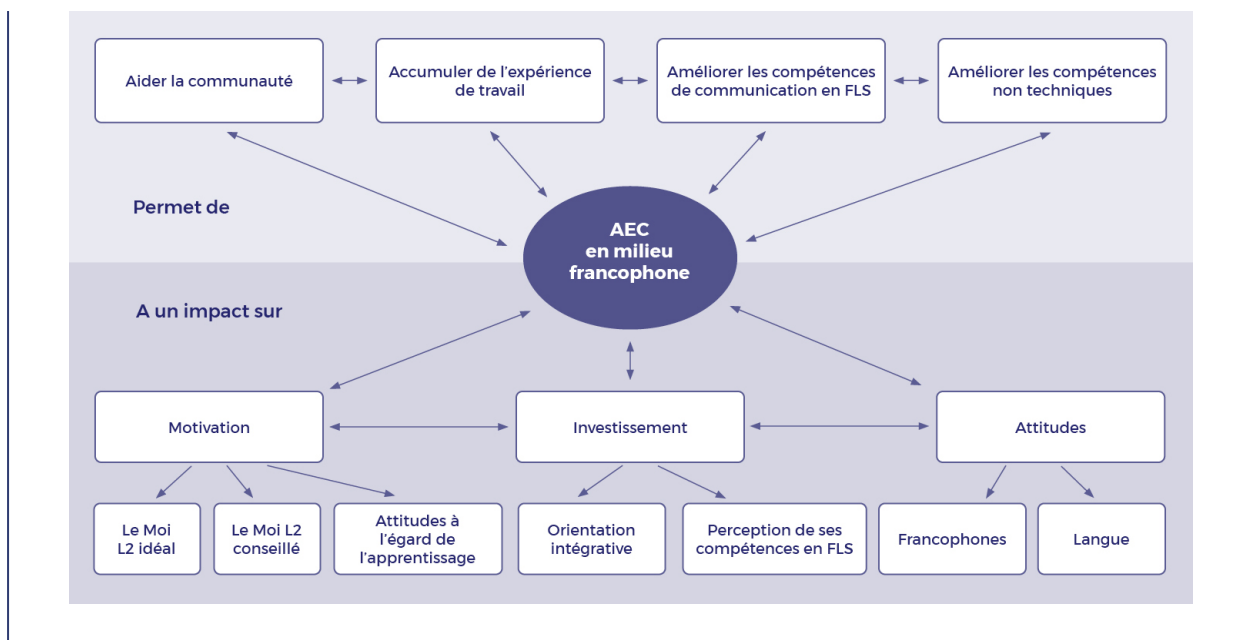 Aider la communauté
Accumuler de l’expérience
de travail
Améliorer les compétences
de communication en FLS
Améliorer les compétences
non techniques
Permet de
AEC
en milieu
francophone
A un impact sur
Motivation
Investissement
Attitudes
Le Moi
L2 idéal
Le Moi L2
conseillé
Attitudes à
l’égard de
l’apprentissage
Orientation
intégrative
Perception de ses
compétences en FLS
Francophones
Langue